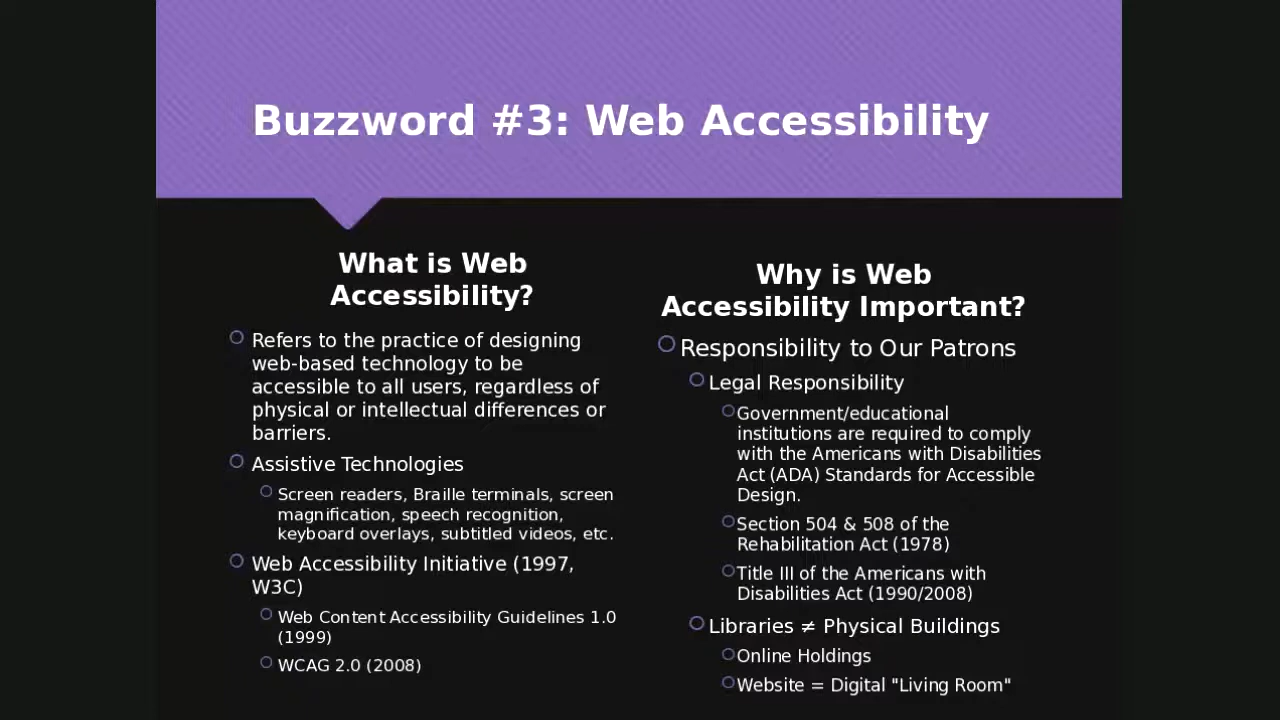 Buzzword #3: Web Accessibility
What is Web
Accessibility?
Refers to the practice of designing
web-based technology to be
accessible to all users, regardless of
physical or intellectual differences or
barriers.
Assistive Technologies
Screen readers, Braille terminals, screen
magnification, speech recognition,
keyboard overlays, subtitled videos, etc.
Web Accessibility Initiative (1997,
W3C)
Web Content Accessibility Guidelines 1.0
(1999)
WCAG 2.0 (2008)
Why is Web
Accessibility Important?
Responsibility to Our Patrons
Legal Responsibility
Government/educational
institutions are required to comply
with the Americans with Disabilities
Act (ADA) Standards for Accessible
Design.
Section 504 & 508 of the
Rehabilitation Act (1978)
Title III of the Americans with
Disabilities Act (1990/2008)
Libraries ≠ Physical Buildings
Online Holdings
Website = Digital "Living Room"